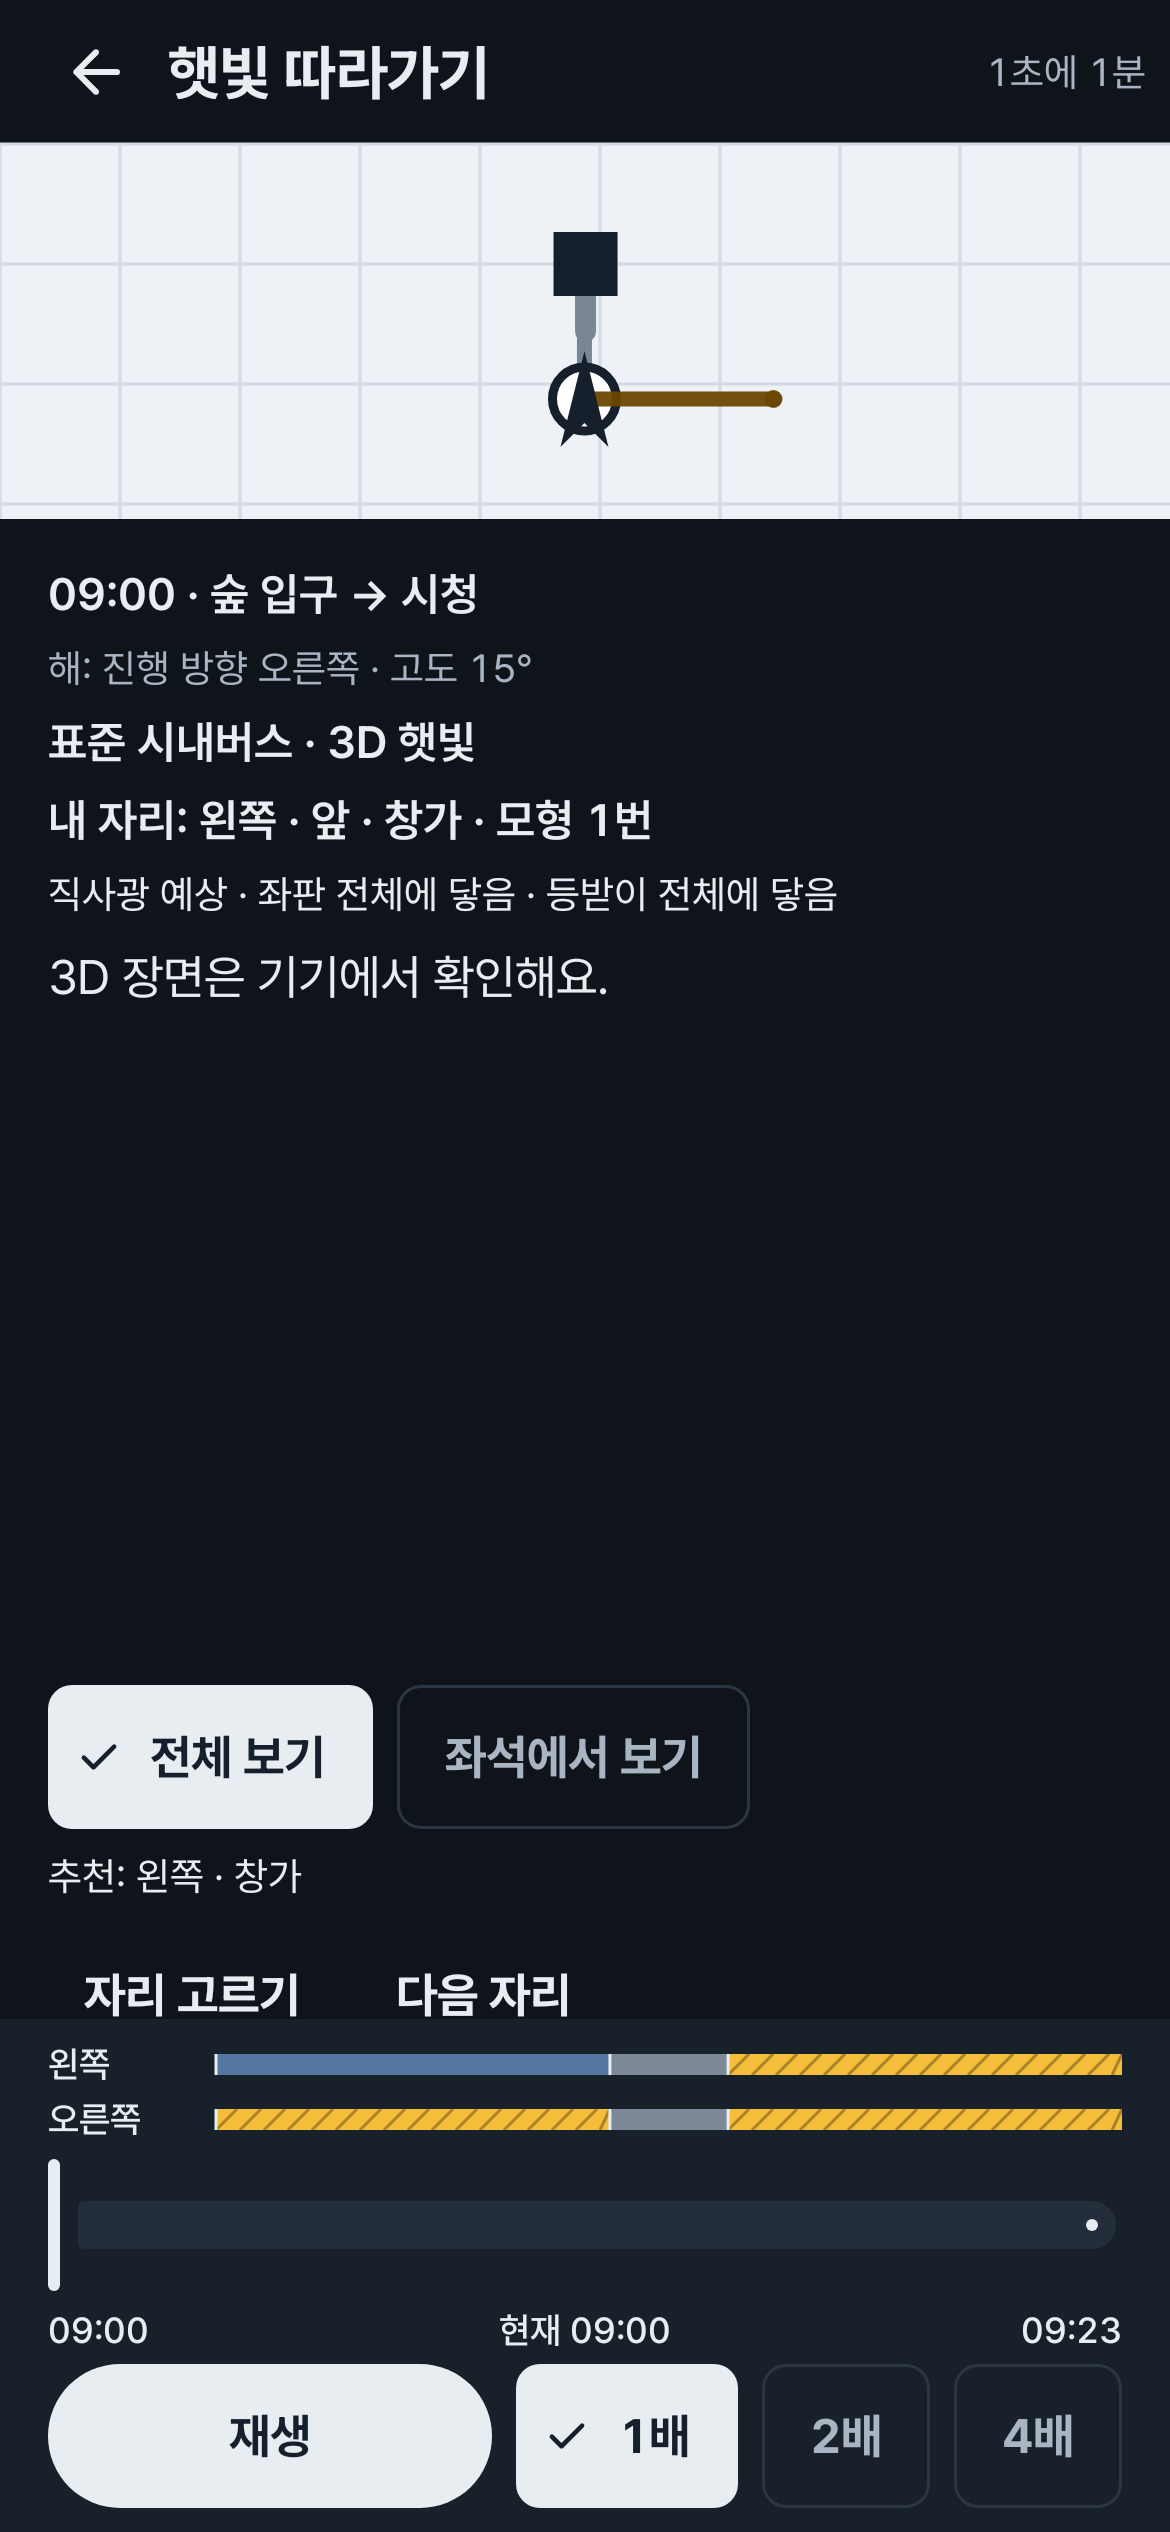 햇빛 따라가기
1초에 1분
09:00 · 숲 입구 → 시청
해: 진행 방향 오른쪽 · 고도 15°
표준 시내버스 · 3D 햇빛
내 자리: 왼쪽 · 앞 · 창가 · 모형 1번
직사광 예상 · 좌판 전체에 닿음 · 등받이 전체에 닿음
3D 장면은 기기에서 확인해요.
전체 보기
좌석에서 보기
추천: 왼쪽 · 창가
자리 고르기
다음 자리
왼쪽
오른쪽
09:00
현재 09:00
09:23
재생
1배
2배
4배